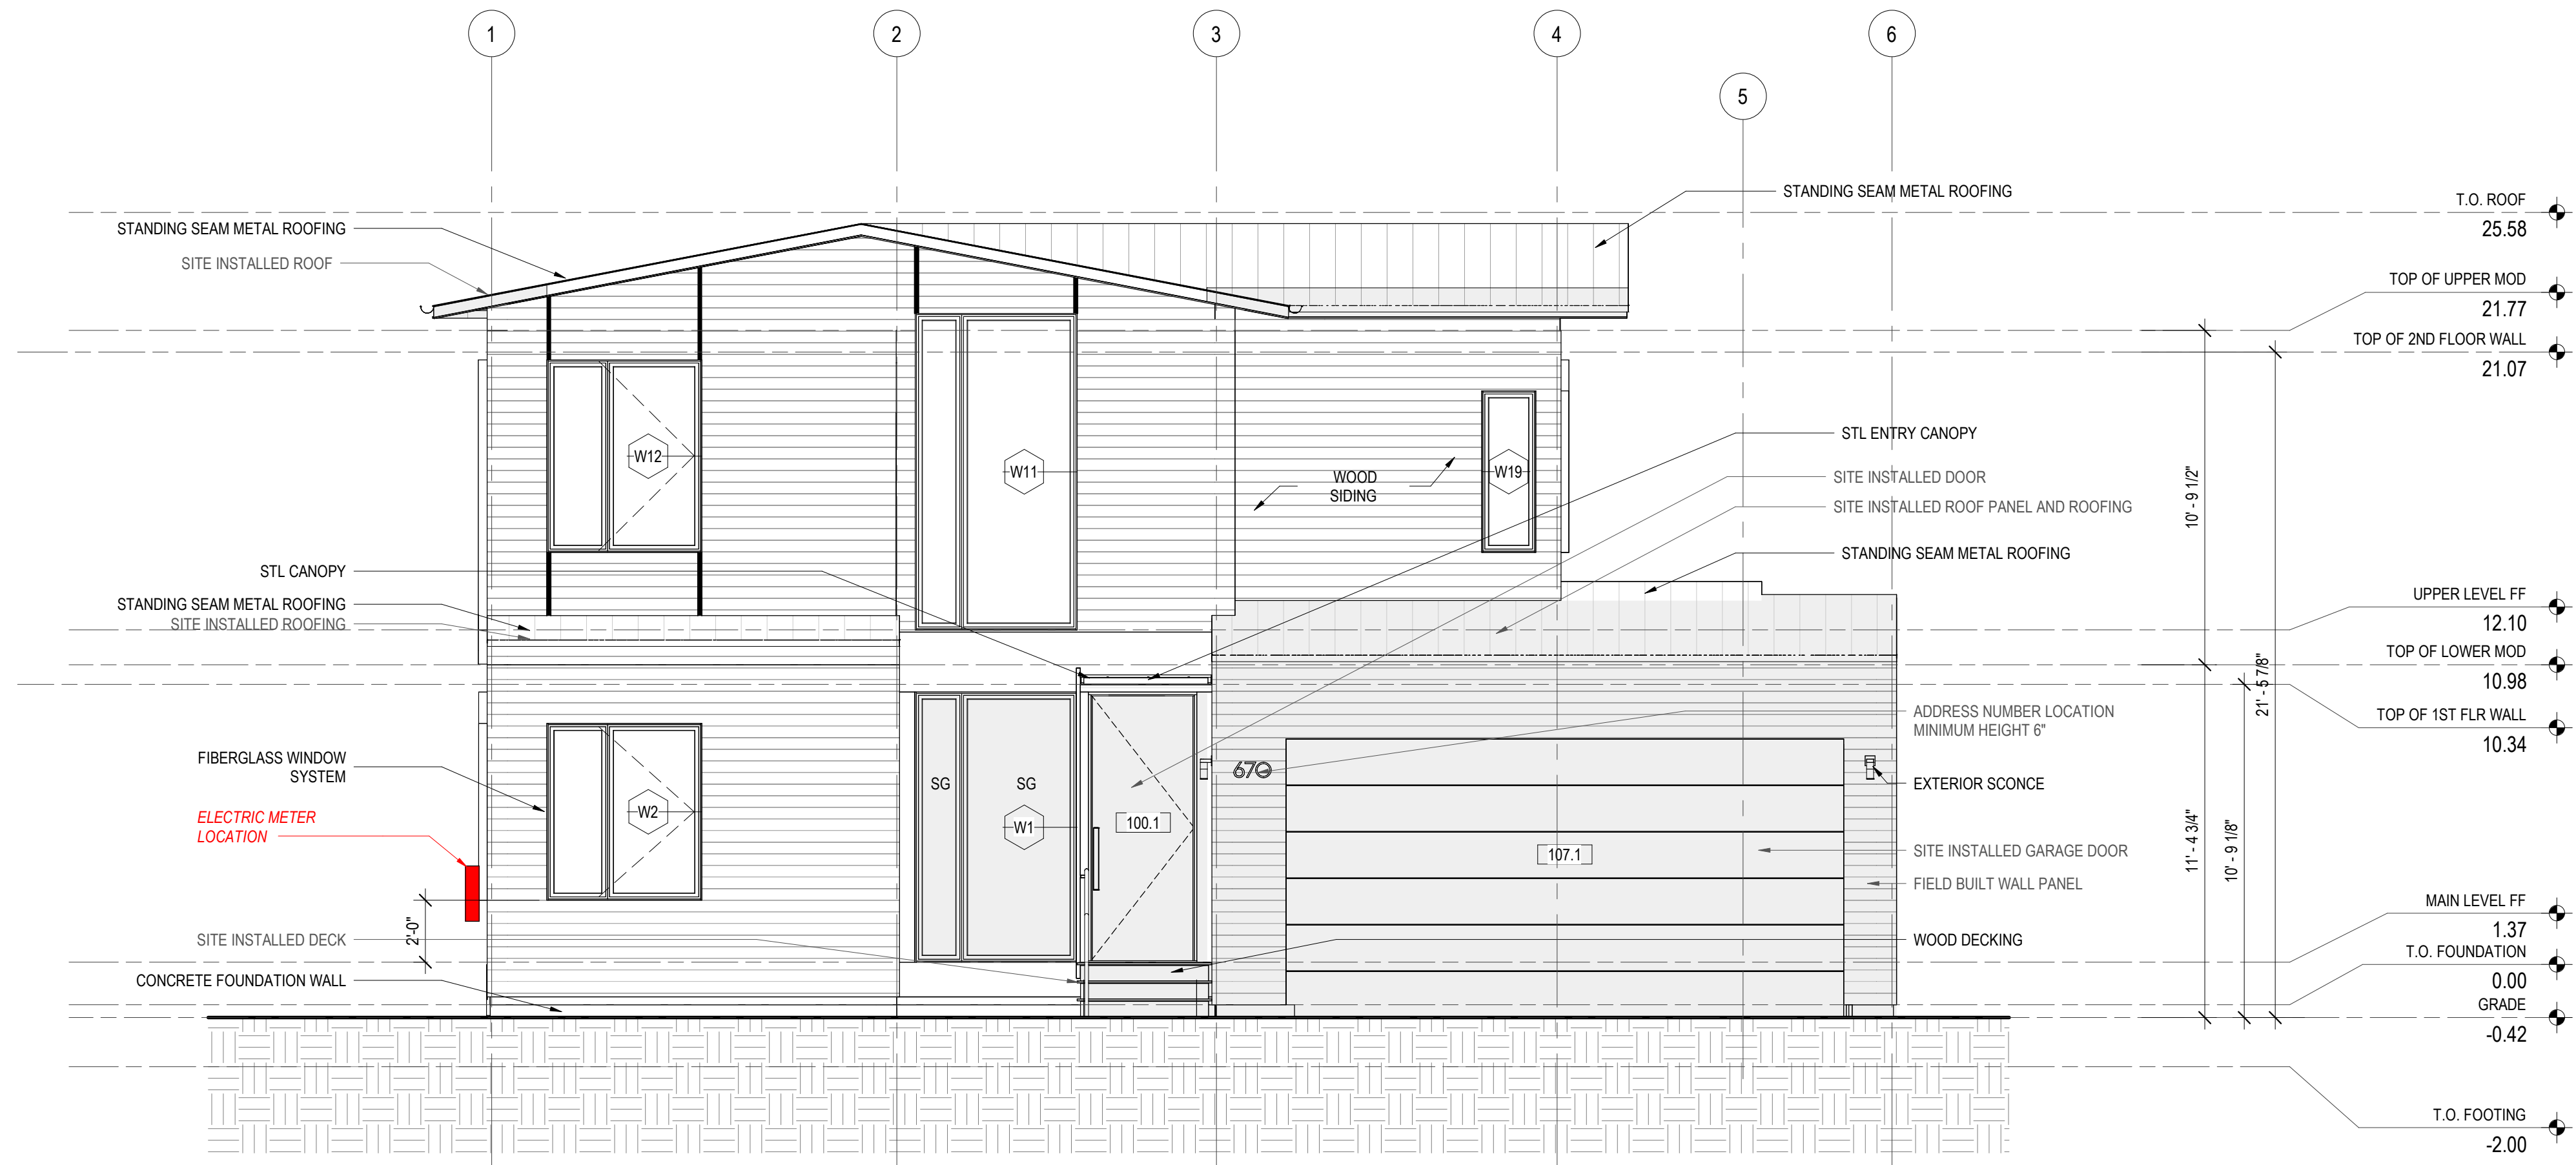 1
2
3
4
6
5
STANDING SEAM METAL ROOFING
T.O. ROOF
25.58
STANDING SEAM METAL ROOFING
SITE INSTALLED ROOF
TOP OF UPPER MOD
21.77
TOP OF 2ND FLOOR WALL
21.07
STL ENTRY CANOPY
W12
W11
W19
WOOD
SIDING
SITE INSTALLED DOOR
SITE INSTALLED ROOF PANEL AND ROOFING
10' - 9 1/2"
STANDING SEAM METAL ROOFING
STL CANOPY
STANDING SEAM METAL ROOFING
SITE INSTALLED ROOFING
UPPER LEVEL FF
12.10
TOP OF LOWER MOD
10.98
21' - 5 7/8"
ADDRESS NUMBER LOCATION
MINIMUM HEIGHT 6"
TOP OF 1ST FLR WALL
10.34
FIBERGLASS WINDOW
SYSTEM
670
SG
SG
EXTERIOR SCONCE
ELECTRIC METER
LOCATION
W2
W1
100.1
107.1
SITE INSTALLED GARAGE DOOR
11' - 4 3/4"
10' - 9 1/8"
FIELD BUILT WALL PANEL
MAIN LEVEL FF
1.37
2'-0"
SITE INSTALLED DECK
WOOD DECKING
T.O. FOUNDATION
0.00
CONCRETE FOUNDATION WALL
GRADE
-0.42
T.O. FOOTING
-2.00